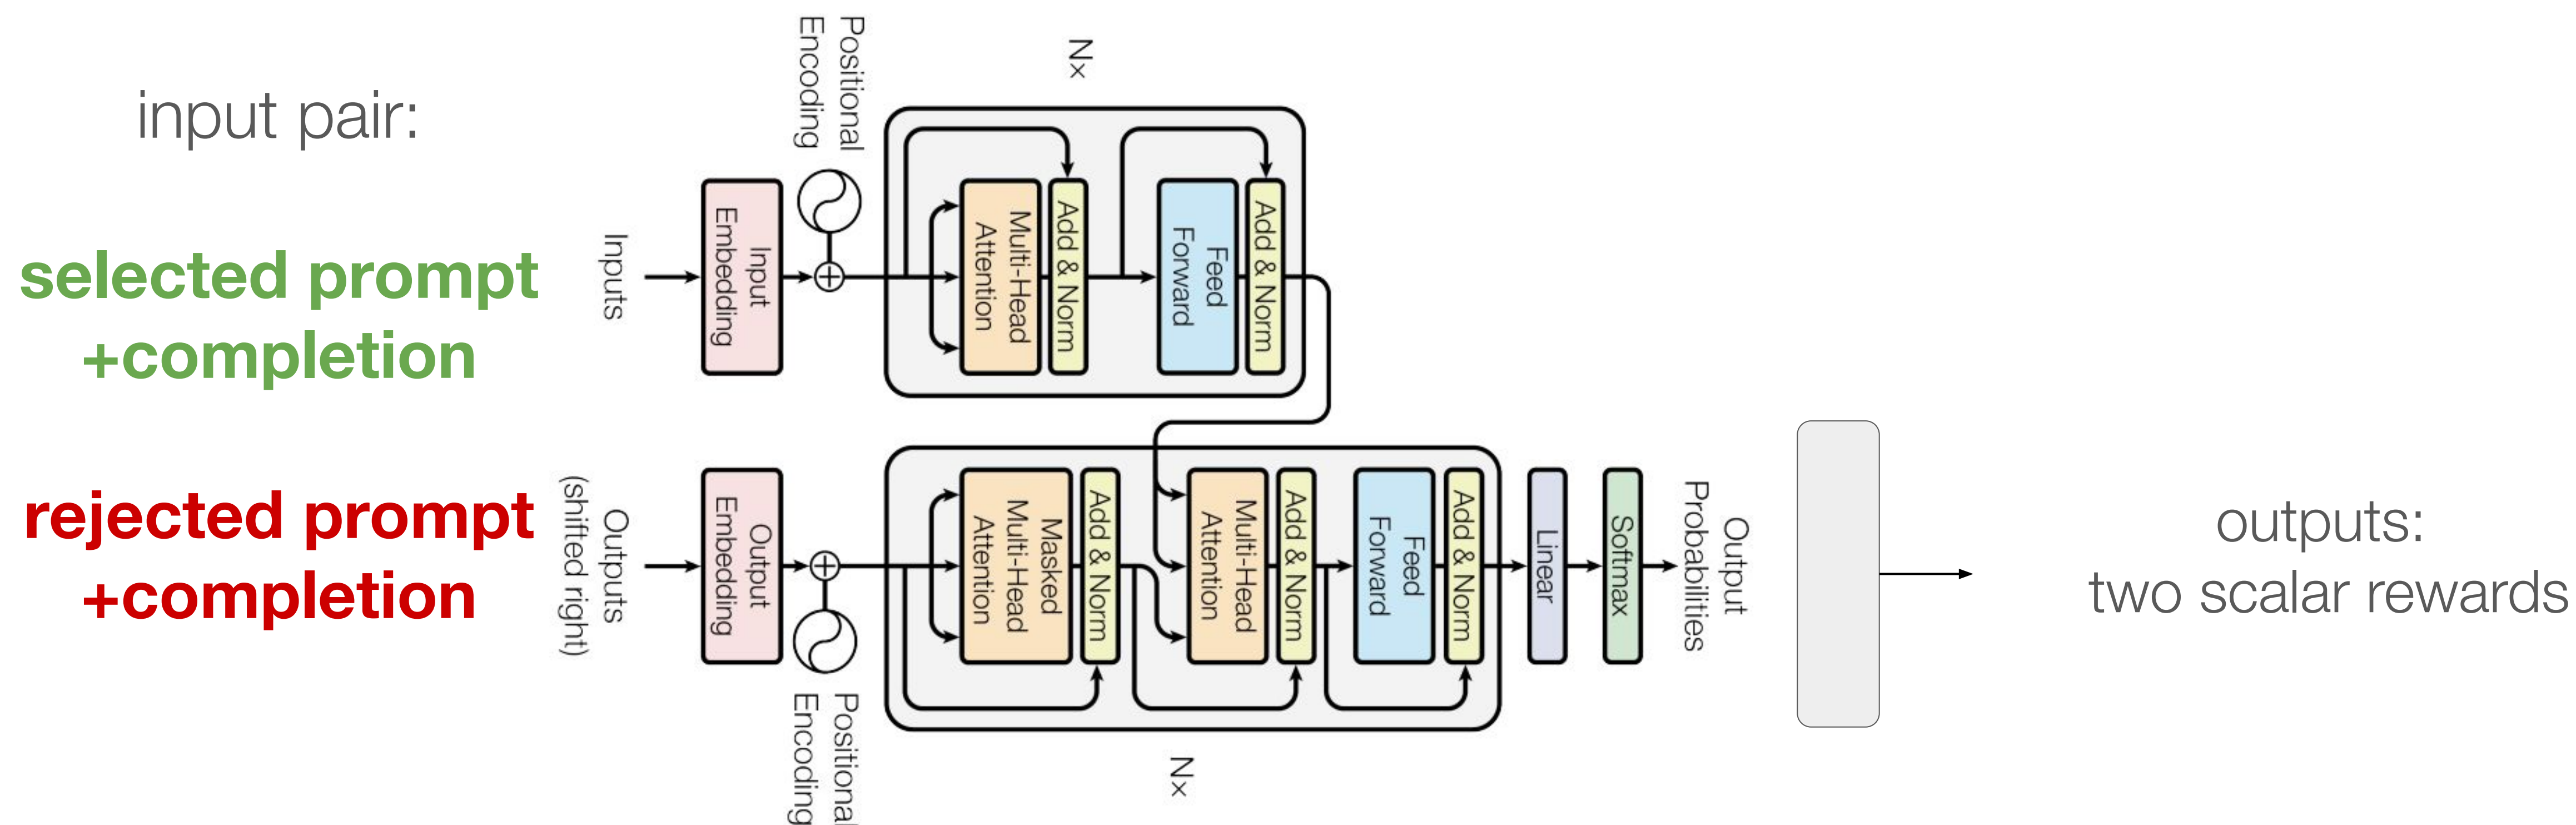 input pair:
selected prompt
+completion
rejected prompt
+completion
Inputs
Input
Embedding
Positional
Encoding
Nx
Multi-Head
Attention
Add & Norm
Feed
Forward
Add & Norm
Outputs
(shifted right)
Output
Embedding
Positional
Encoding
Masked
Multi-Head
Attention
Add & Norm
Multi-Head
Attention
Add & Norm
Feed
Forward
Add & Norm
Nx
Linear
Softmax
Output
Probabilities
outputs:
two scalar rewards